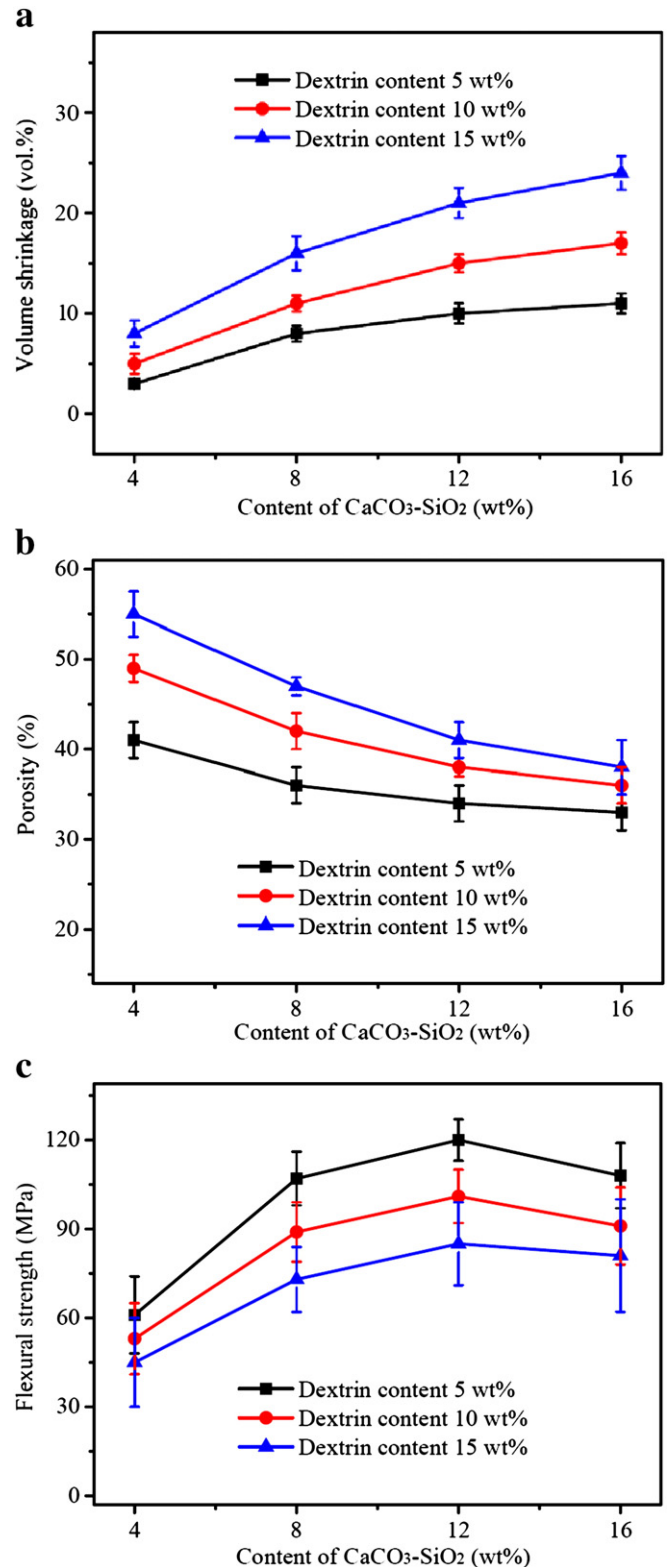 a
Dextrin content 5 wt%
Dextrin content 10 wt%
Dextrin content 15 wt%
Volume shrinkage (vol.%)
30
20
10
0
4 8 12 16
Content of CaCO₃-SiO₂ (wt%)
b
60
50
40
30
20
Porosity (%)
Dextrin content 5 wt%
Dextrin content 10 wt%
Dextrin content 15 wt%
4 8 12 16
Content of CaCO₃-SiO₂ (wt%)
c
120
90
60
30
0
Flexural strength (MPa)
Dextrin content 5 wt%
Dextrin content 10 wt%
Dextrin content 15 wt%
4 8 12 16
Content of CaCO₃-SiO₂ (wt%)